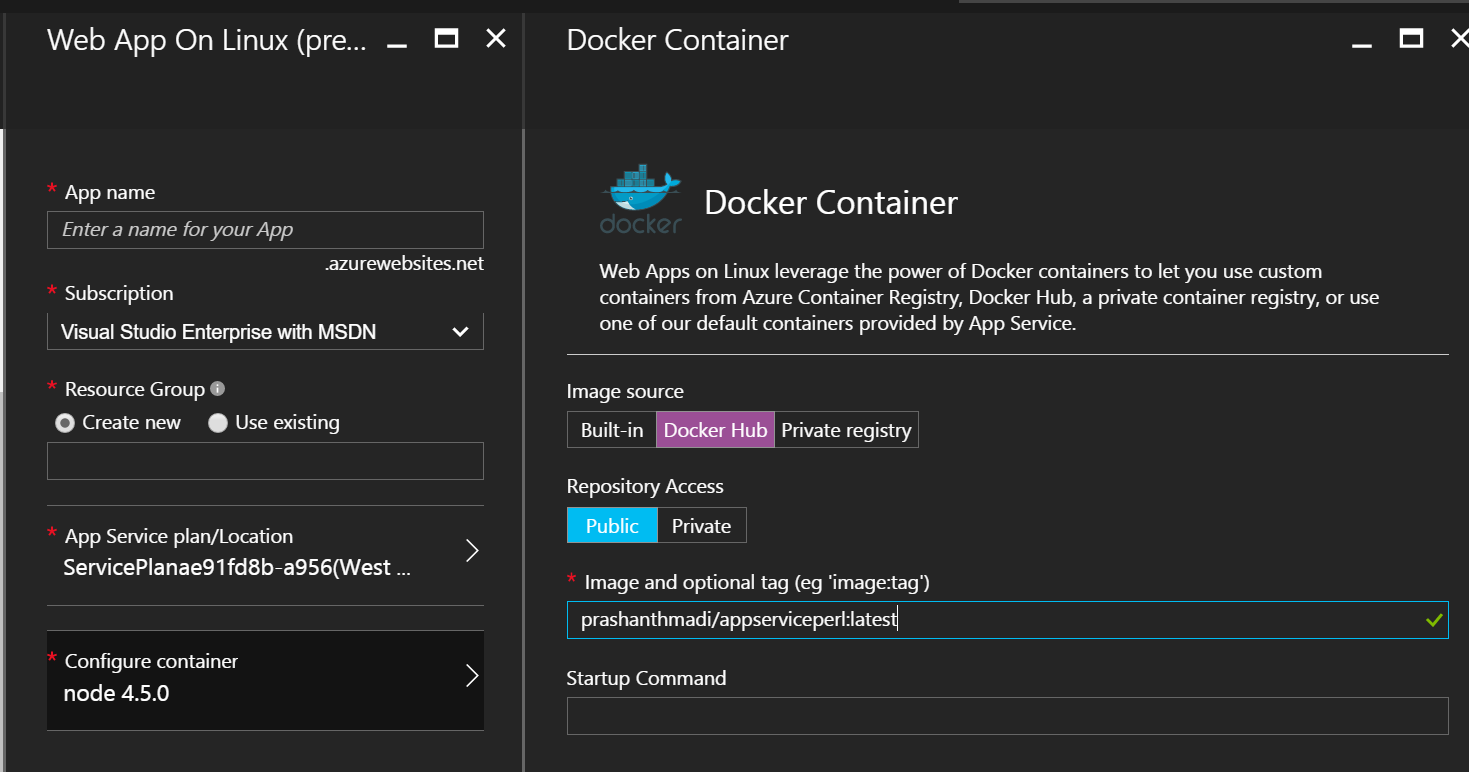 Web App On Linux (pre...
* App name
Enter a name for your App
.azurewebsites.net
* Subscription
Visual Studio Enterprise with MSDN
* Resource Group
Create new Use existing
* App Service plan/Location
ServicePlanae91fd8b-a956(West ...
* Configure container
node 4.5.0
Docker Container
docker
Docker Container
Web Apps on Linux leverage the power of Docker containers to let you use custom
containers from Azure Container Registry, Docker Hub, a private container registry, or use
one of our default containers provided by App Service.
Image source
Built-in Docker Hub Private registry
Repository Access
Public Private
* Image and optional tag (eg 'image:tag')
prashanthmadi/appserviceperl:latest
Startup Command